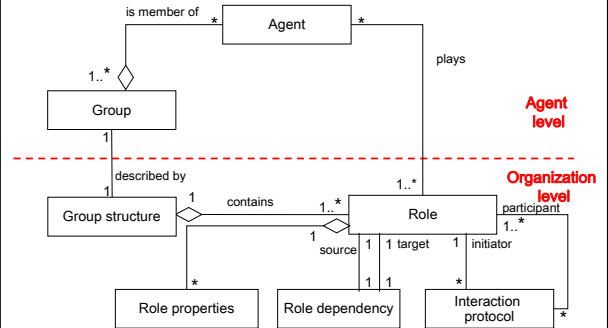 is member of
*
Agent
*
1..*
plays
Group
Agent
level
1
described by
1
Organization
level
1..*
1
contains
1..*
Group structure
Role
participant
1..*
1
source
1
1
target
1
initiator
*
1
1
*
Role properties
Role dependency
Interaction
protocol
*